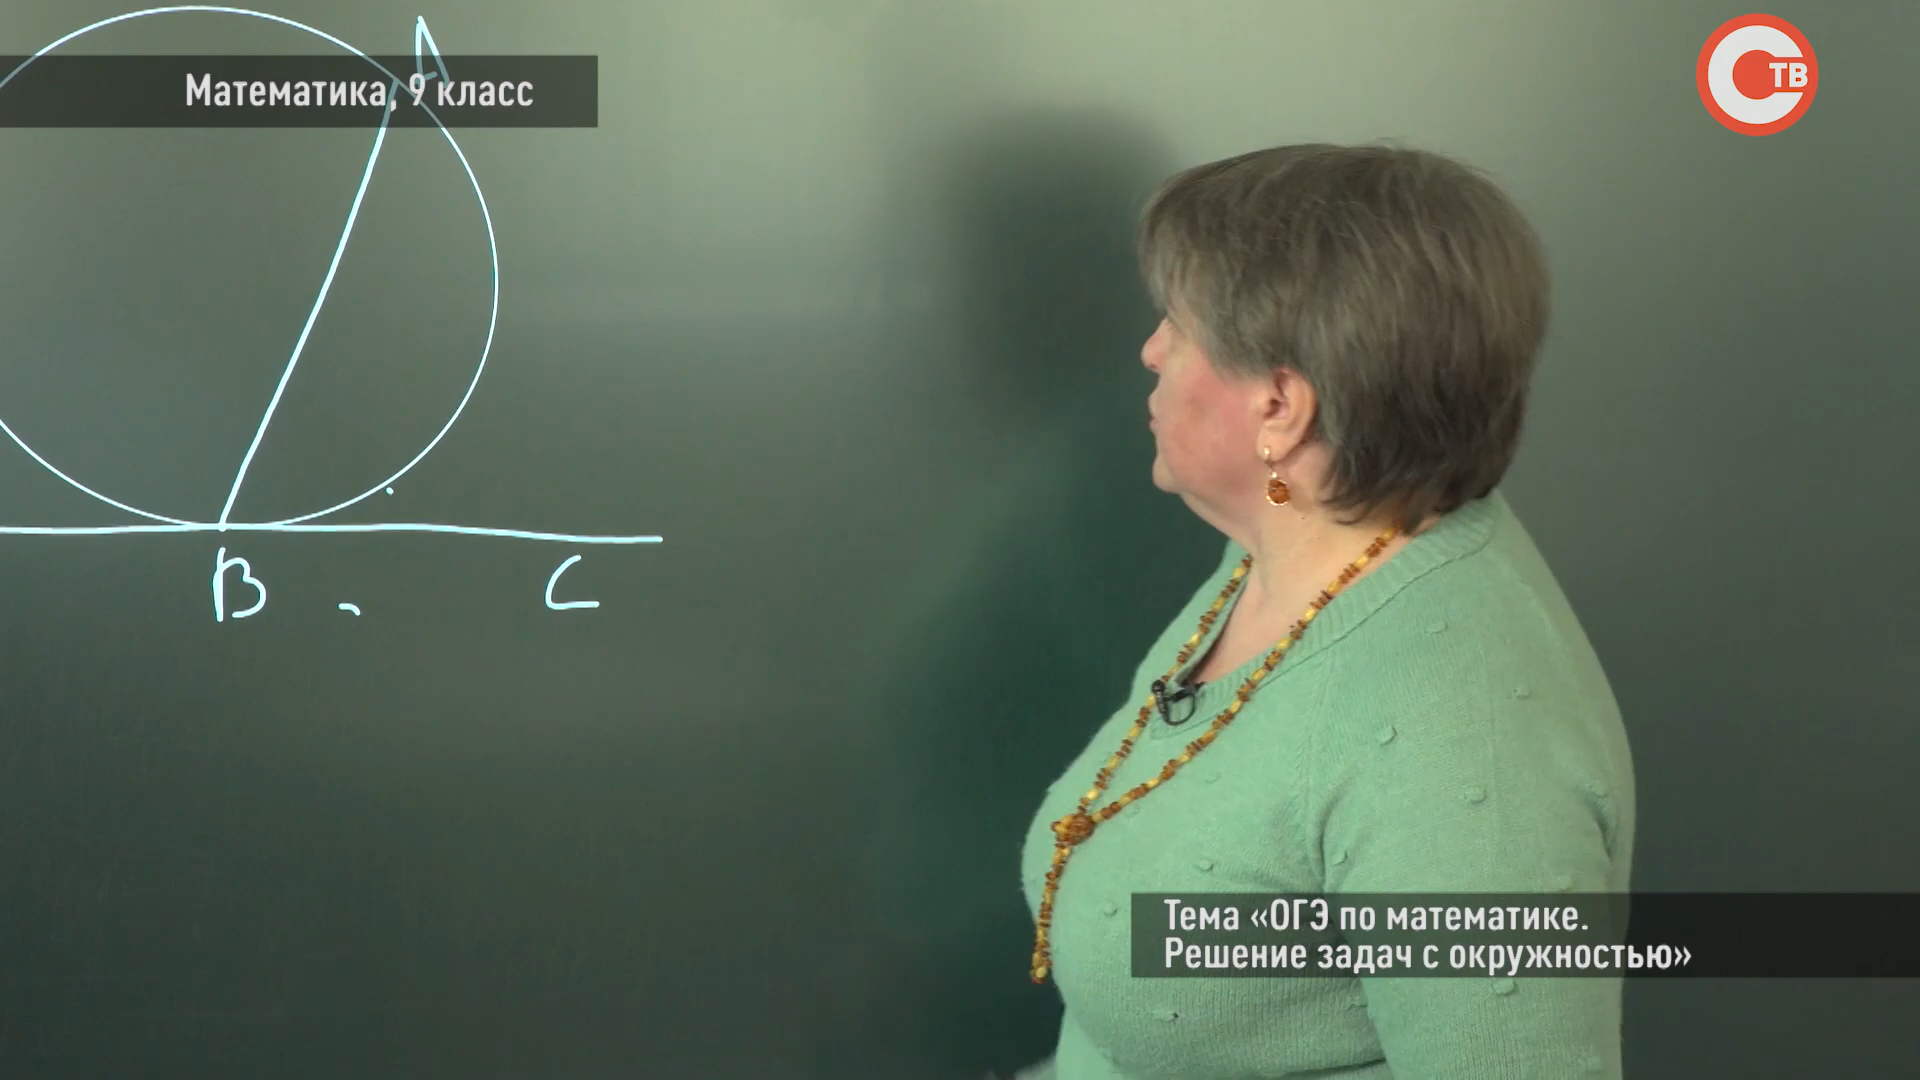 Математика, 9 класс
A
С ТВ
B
C
Тема «ОГЭ по математике.
Решение задач с окружностью»